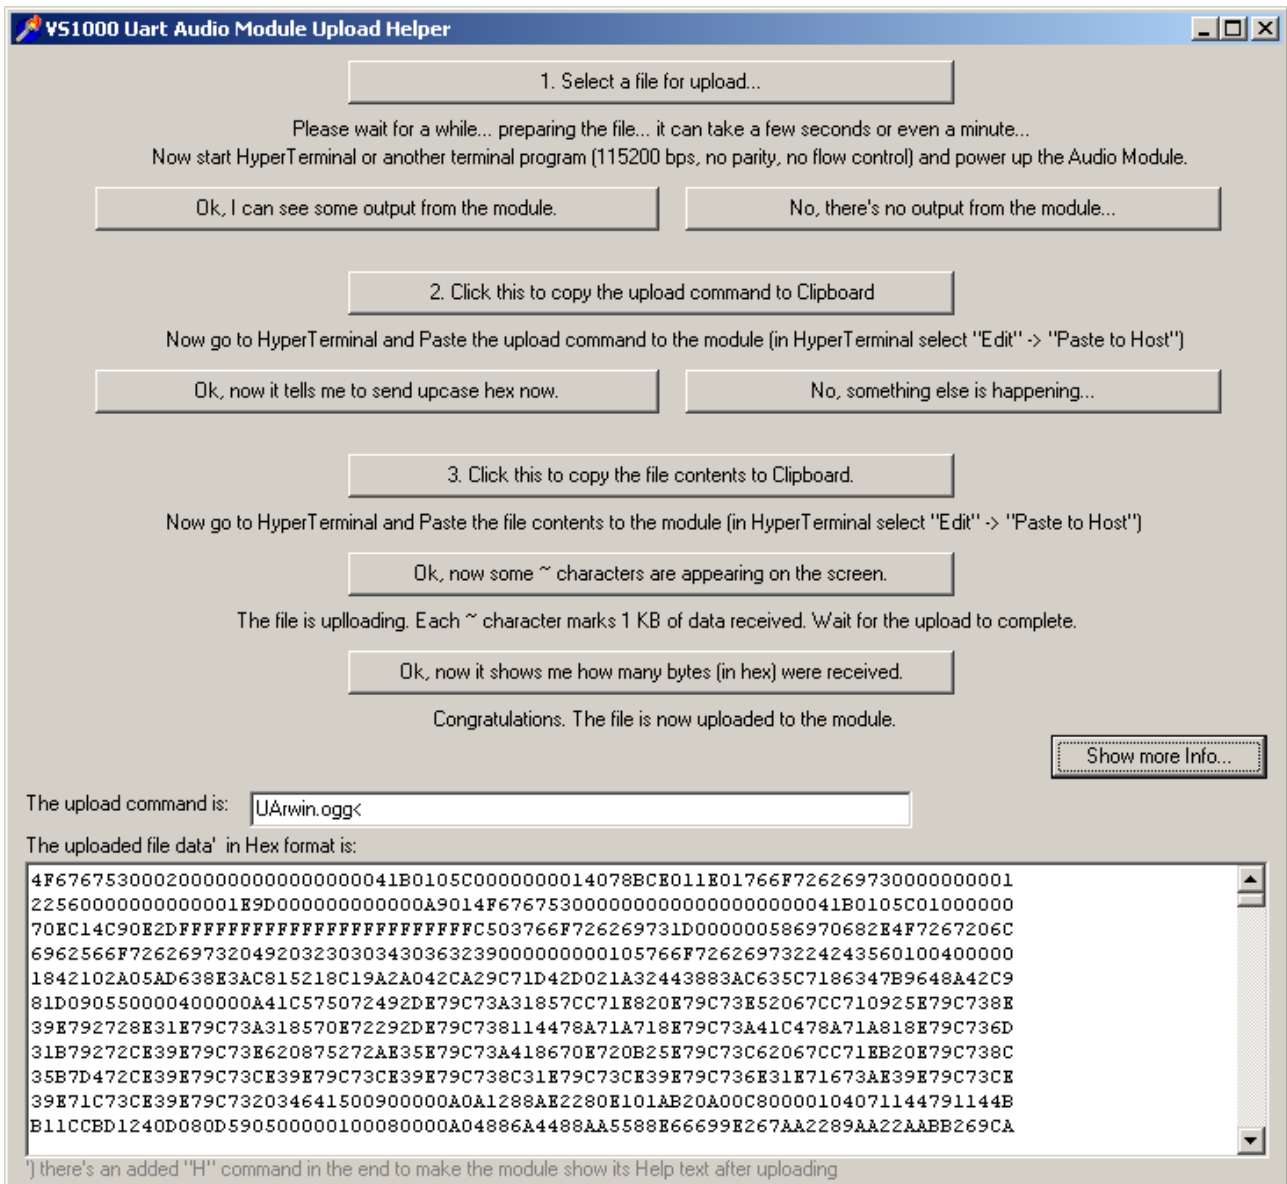 VS1000 Uart Audio Module Upload Helper
1. Select a file for upload...
Please wait for a while... preparing the file... it can take a few seconds or even a minute...
Now start HyperTerminal or another terminal program (115200 bps, no parity, no flow control) and power up the Audio Module.
Ok, I can see some output from the module.
No, there's no output from the module...
2. Click this to copy the upload command to Clipboard
Now go to HyperTerminal and Paste the upload command to the module (in HyperTerminal select "Edit" -> "Paste to Host")
Ok, now it tells me to send upcase hex now.
No, something else is happening...
3. Click this to copy the file contents to Clipboard.
Now go to HyperTerminal and Paste the file contents to the module (in HyperTerminal select "Edit" -> "Paste to Host")
Ok, now some ~ characters are appearing on the screen.
The file is uplloading. Each ~ character marks 1 KB of data received. Wait for the upload to complete.
Ok, now it shows me how many bytes (in hex) were received.
Congratulations. The file is now uploaded to the module.
Show more Info...
The upload command is: UArwin.ogg<
The uploaded file data' in Hex format is:
4F6767530002000000000000000041B0105C0000000014078BCE011E01766F726269730000000001
225600000000000001E9D0000000000000A9014F676753000000000000000000000041B0105C01000000
70EC14C90E2DFFFFFFFFFFFFFFFFFFFFFFFFFC503766F726269731D000000586970682E4F7267206C
6962566F726269732049203230303430363239000000000105766F72626973224243560100400000
1842102A05AD638E3AC815218C19A2A042CA29C71D42D021A32443883AC635C7186347B9648A42C9
81D090550000400000A41C575072492DE79C73A31857CC71E820E79C73E52067CC710925E79C738E
39E792728E31E79C73A318570E72292DE79C738114478A71A718E79C73A41C478A71A818E79C736D
31B79272CE39E79C73E620875272AE35E79C73A418670E720B25E79C73C62067CC71EB20E79C738C
35B7D472CE39E79C73CE39E79C73CE39E79C738C31E79C73CE39E79C736E31E71673AE39E79C73CE
39E71C73CE39E79C73203464150090000​0A0A1288AE2280E101AB20A00C80000104071144791144B
B11CCBD1240D080D5905000000100080000A04886A4488AA5588E66699E267AA2289AA22AABB269CA
') there's an added "H" command in the end to make the module show its Help text after uploading